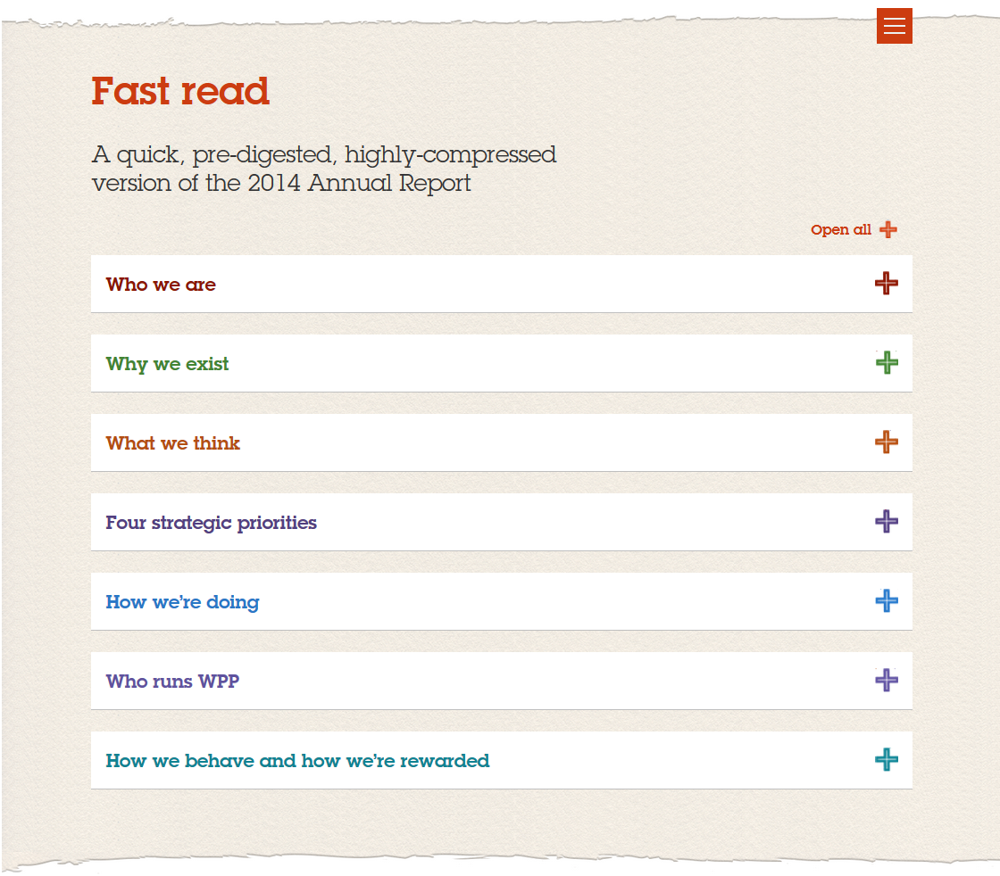 Fast read
A quick, pre-digested, highly-compressed
version of the 2014 Annual Report
Open all
Who we are
Why we exist
What we think
Four strategic priorities
How we’re doing
Who runs WPP
How we behave and how we’re rewarded